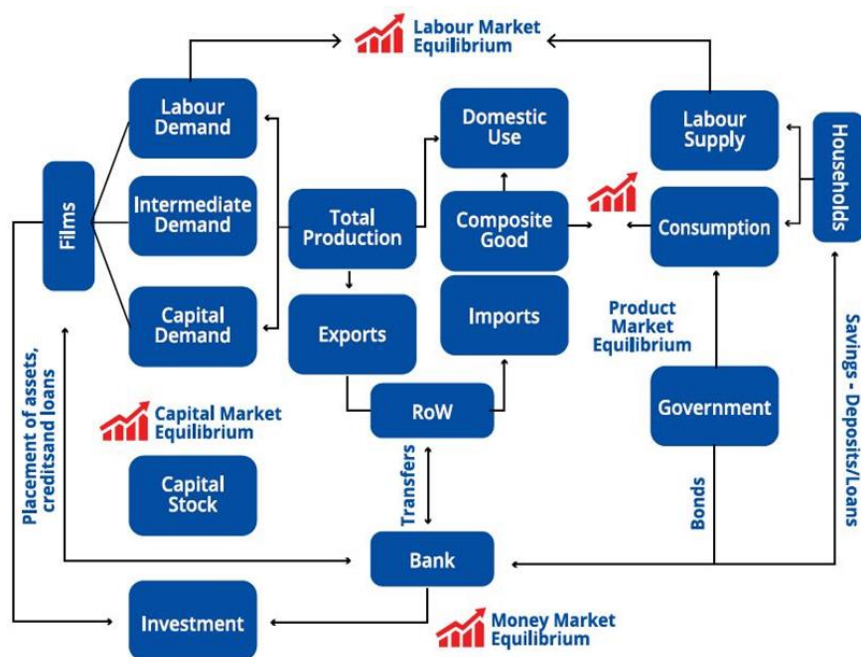 Labour Market
Equilibrium
Labour
Demand
Domestic
Use
Labour
Supply
Households
Films
Intermediate
Demand
Total
Production
Composite
Good
Consumption
Capital
Demand
Exports
Imports
Product
Market
Equilibrium
Placement of assets,
creditsand loans
Capital Market
Equilibrium
RoW
Government
Savings - Deposits/Loans
Capital
Stock
Transfers
Bonds
Bank
Investment
Money Market
Equilibrium